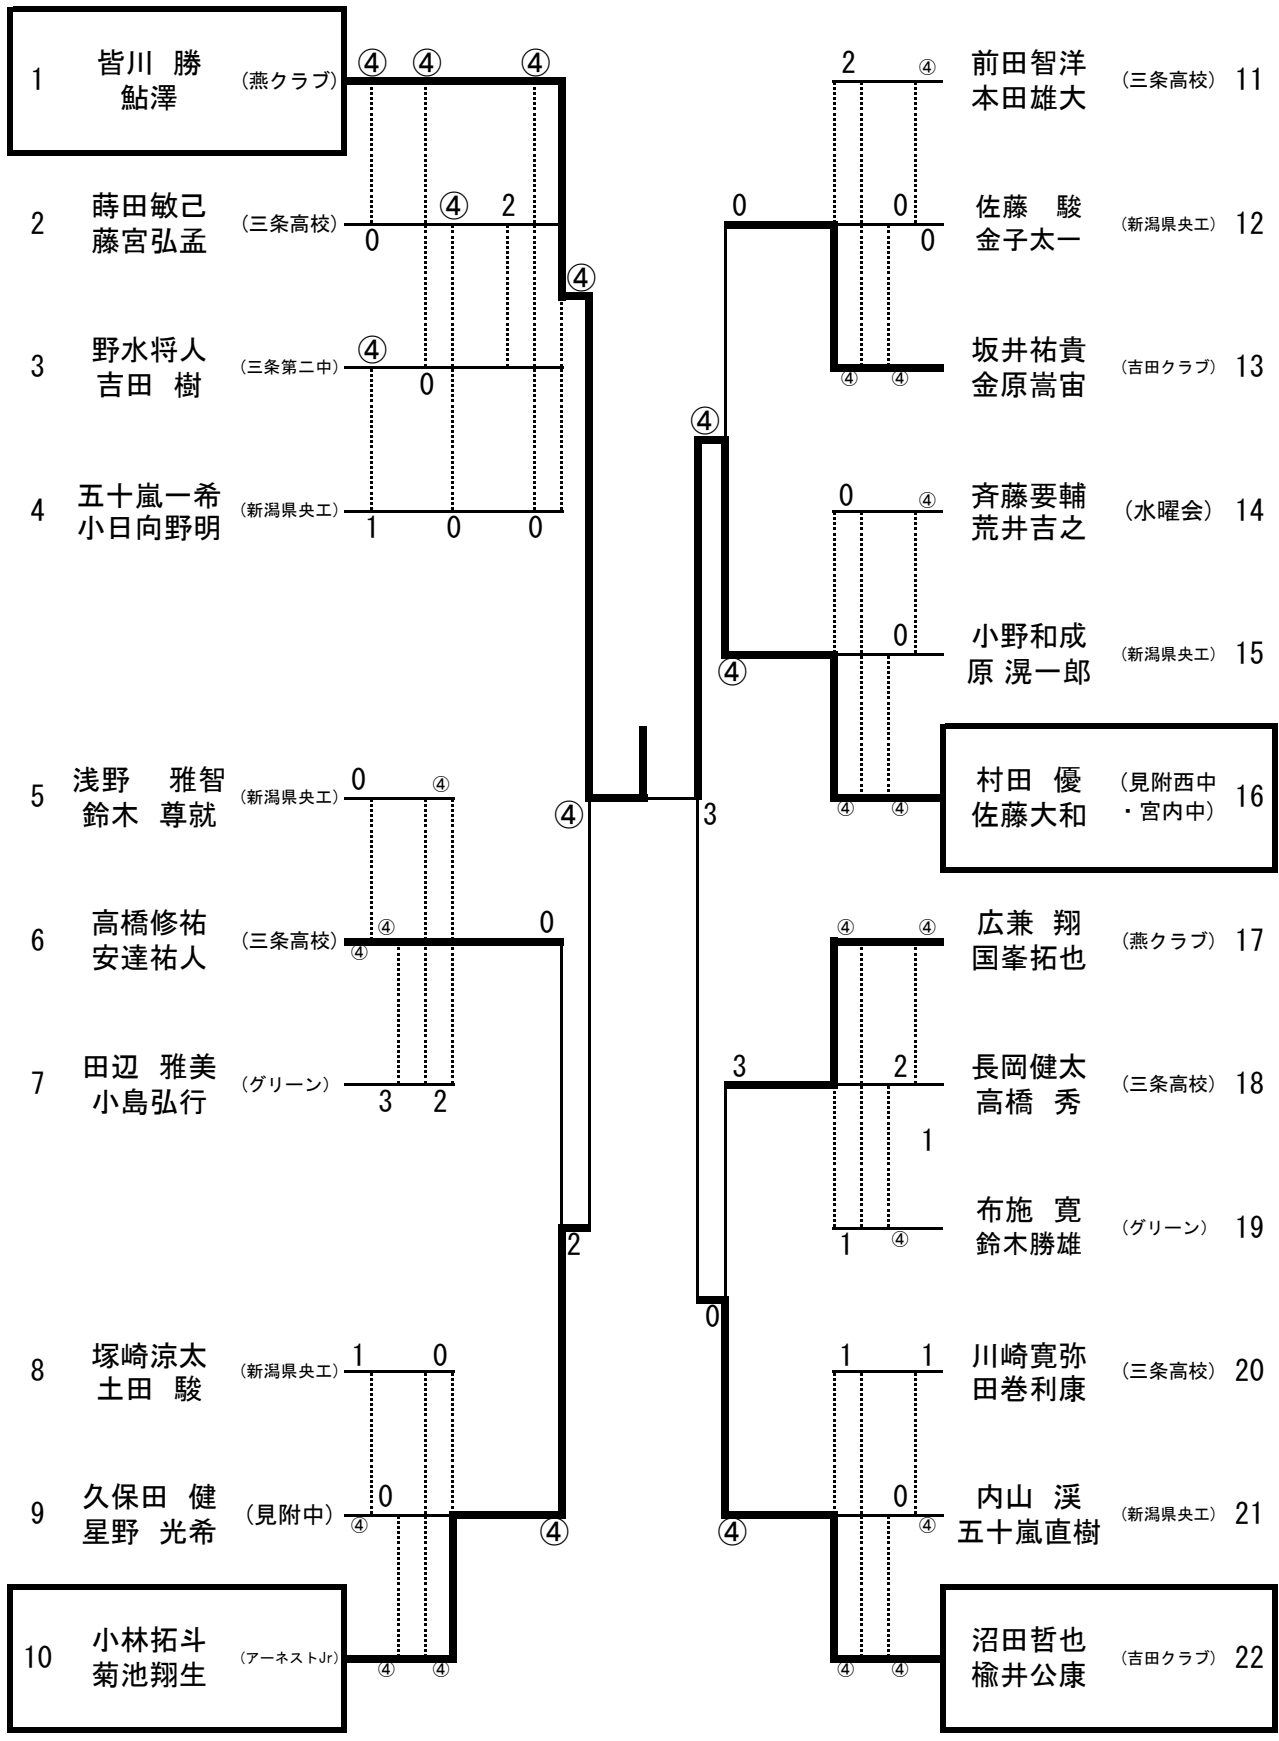 ④ ④ ④
1 皆川 勝 (燕クラブ)
鮎澤
2 蒔田敏己 (三条高校) ④ 2
藤宮弘孟 0
④
3 野水将人 (三条第二中) ④
吉田 樹 0
4 五十嵐一希 (新潟県央工)
小日向野明 1 0 0
5 浅野 雅智 (新潟県央工) 0 ④
鈴木 尊就
④
6 高橋修祐 (三条高校) ④ 0
安達祐人 ④
7 田辺 雅美 (グリーン)
小島弘行 3 2
2
8 塚崎涼太 (新潟県央工) 1 0
土田 駿
9 久保田 健 (見附中) 0
星野 光希 ④ ④
10 小林拓斗 (アーネストJr)
菊池翔生 ④ ④
2 ④ 前田智洋 (三条高校) 11
本田雄大
0 0 佐藤 駿 (新潟県央工) 12
0 金子太一
坂井祐貴 (吉田クラブ) 13
④ ④ 金原嵩宙
④
0 ④ 斉藤要輔 (水曜会) 14
荒井吉之
0 小野和成 (新潟県央工) 15
④ 原 滉一郎
村田 優 (見附西中 16
④ ④ 佐藤大和 ・宮内中)
3
④ ④ 広兼 翔 (燕クラブ) 17
国峯拓也
3 2 長岡健太 (三条高校) 18
高橋 秀
1
布施 寛 (グリーン) 19
1 ④ 鈴木勝雄
0
1 1 川崎寛弥 (三条高校) 20
田巻利康
0 内山 渓 (新潟県央工) 21
④ ④ 五十嵐直樹
沼田哲也 (吉田クラブ) 22
④ ④ 楡井公康